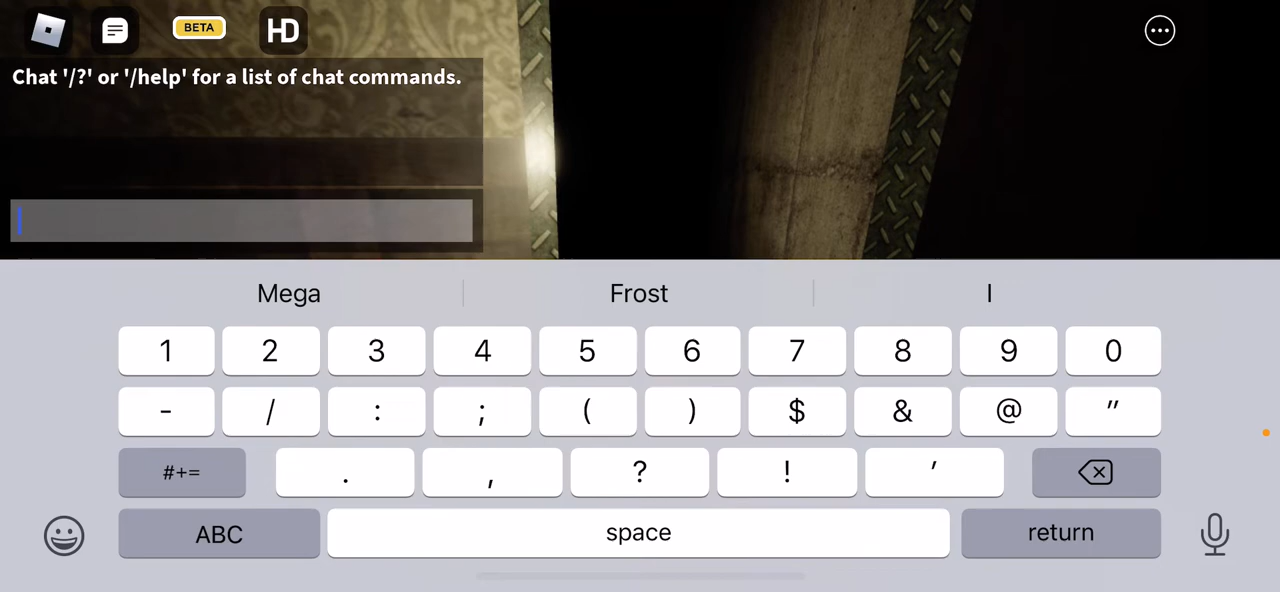 BETA
HD
Chat '/?' or '/help' for a list of chat commands.
Mega Frost I
1 2 3 4 5 6 7 8 9 0
- / : ; ( ) $ & @ "
#+= . , ? ! '
ABC space return